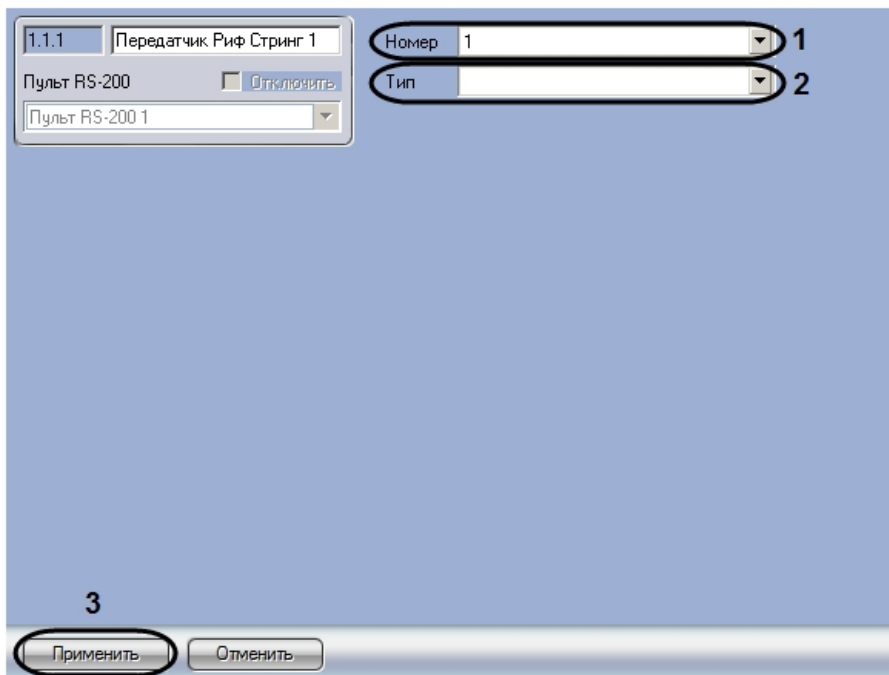 1.1.1 Передатчик Риф Стринг 1
Номер 1 1
Пульт RS-200 Отключить
Тип 2
Пульт RS-200 1
3
Применить Отменить